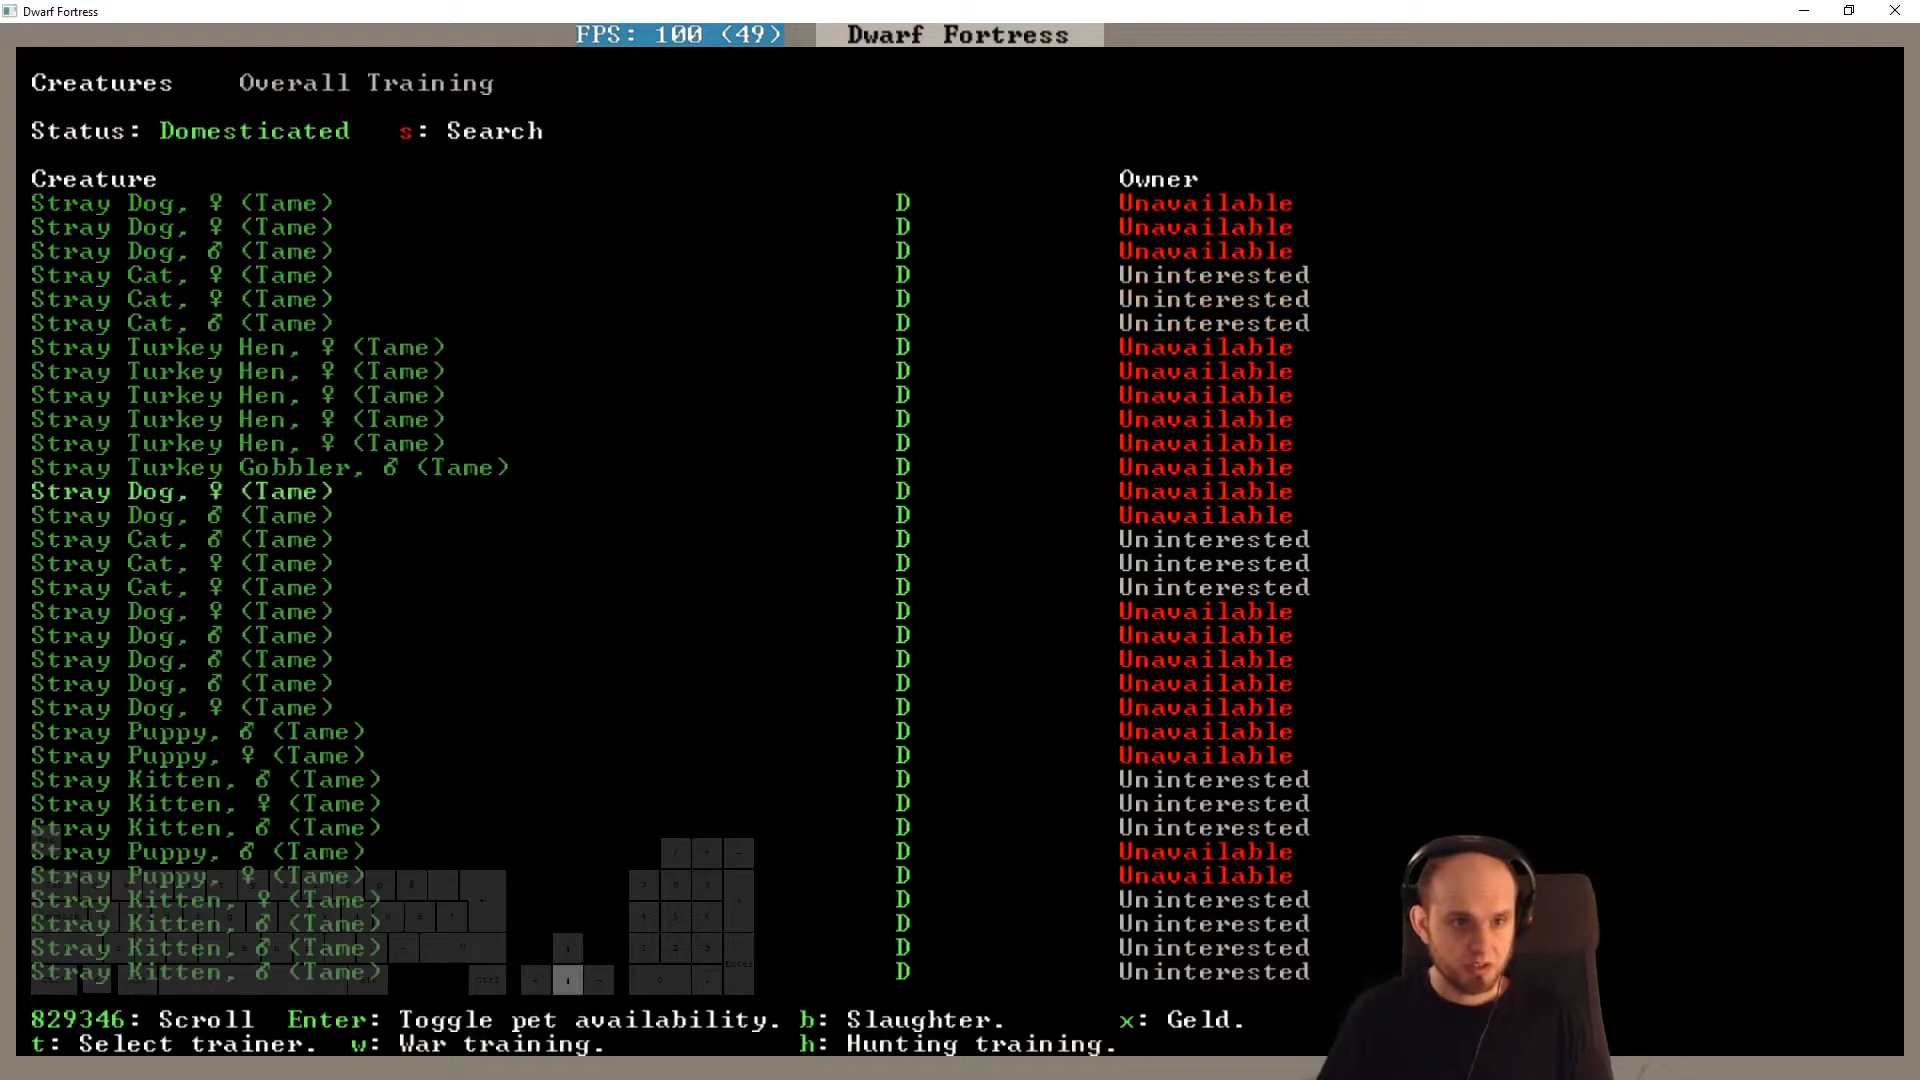 Dwarf Fortress
FPS: 100 (49) Dwarf Fortress
Creatures Overall Training
Status: Domesticated s: Search
Creature Owner
Stray Dog, ♀ (Tame) D Unavailable
Stray Dog, ♀ (Tame) D Unavailable
Stray Dog, ♂ (Tame) D Unavailable
Stray Cat, ♀ (Tame) D Uninterested
Stray Cat, ♀ (Tame) D Uninterested
Stray Cat, ♂ (Tame) D Uninterested
Stray Turkey Hen, ♀ (Tame) D Unavailable
Stray Turkey Hen, ♀ (Tame) D Unavailable
Stray Turkey Hen, ♀ (Tame) D Unavailable
Stray Turkey Hen, ♀ (Tame) D Unavailable
Stray Turkey Hen, ♀ (Tame) D Unavailable
Stray Turkey Gobbler, ♂ (Tame) D Unavailable
Stray Dog, ♀ (Tame) D Unavailable
Stray Dog, ♂ (Tame) D Unavailable
Stray Cat, ♂ (Tame) D Uninterested
Stray Cat, ♀ (Tame) D Uninterested
Stray Cat, ♀ (Tame) D Uninterested
Stray Dog, ♀ (Tame) D Unavailable
Stray Dog, ♂ (Tame) D Unavailable
Stray Dog, ♂ (Tame) D Unavailable
Stray Dog, ♂ (Tame) D Unavailable
Stray Dog, ♀ (Tame) D Unavailable
Stray Puppy, ♂ (Tame) D Unavailable
Stray Puppy, ♀ (Tame) D Unavailable
Stray Kitten, ♂ (Tame) D Uninterested
Stray Kitten, ♀ (Tame) D Uninterested
Stray Kitten, ♂ (Tame) D Uninterested
Stray Puppy, ♂ (Tame) D Unavailable
Stray Puppy, ♀ (Tame) D Unavailable
Stray Kitten, ♀ (Tame) D Uninterested
Stray Kitten, ♂ (Tame) D Uninterested
Stray Kitten, ♂ (Tame) D Uninterested
Stray Kitten, ♂ (Tame) D Uninterested
829346: Scroll Enter: Toggle pet availability. b: Slaughter. x: Geld.
t: Select trainer. w: War training. h: Hunting training.